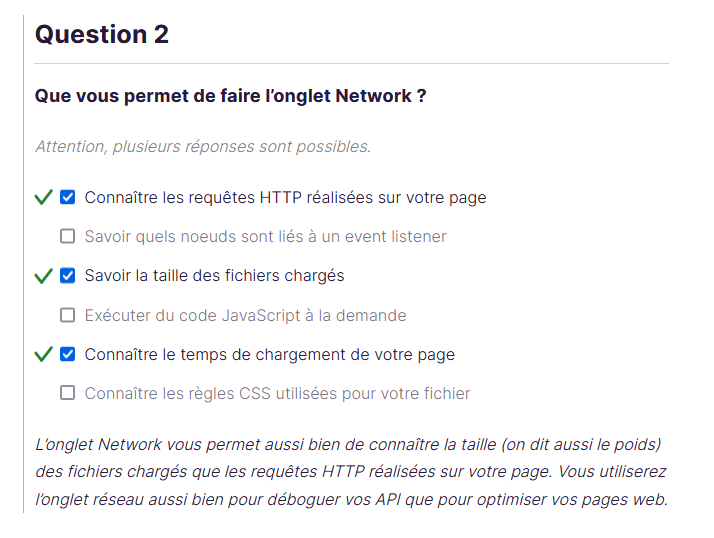 Question 2
Que vous permet de faire l’onglet Network ?
Attention, plusieurs réponses sont possibles.
Connaître les requêtes HTTP réalisées sur votre page
Savoir quels noeuds sont liés à un event listener
Savoir la taille des fichiers chargés
Exécuter du code JavaScript à la demande
Connaître le temps de chargement de votre page
Connaître les règles CSS utilisées pour votre fichier
L’onglet Network vous permet aussi bien de connaître la taille (on dit aussi le poids)
des fichiers chargés que les requêtes HTTP réalisées sur votre page. Vous utiliserez
l’onglet réseau aussi bien pour déboguer vos API que pour optimiser vos pages web.